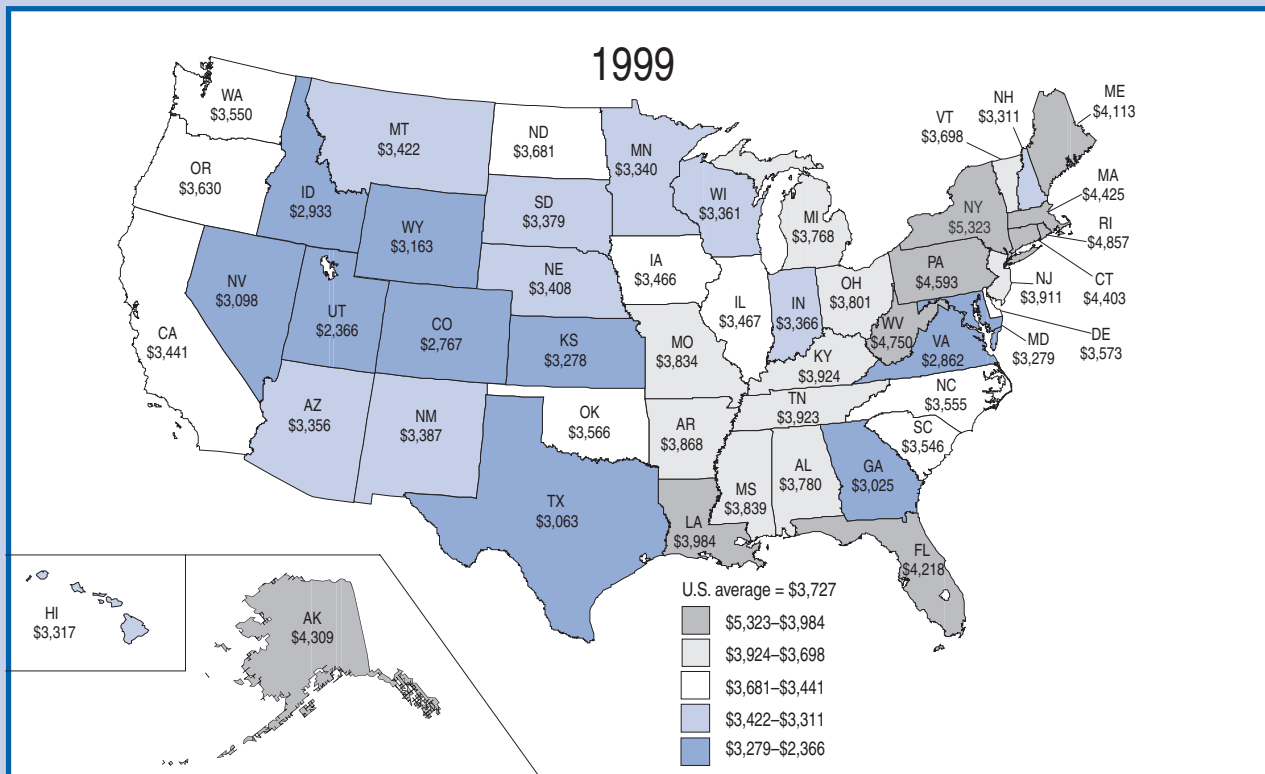 1999
WA
$3,550
OR
$3,630
CA
$3,441
ID
$2,933
NV
$3,098
MT
$3,422
WY
$3,163
UT
$2,366
CO
$2,767
AZ
$3,356
NM
$3,387
ND
$3,681
SD
$3,379
NE
$3,408
KS
$3,278
OK
$3,566
TX
$3,063
MN
$3,340
IA
$3,466
MO
$3,834
AR
$3,868
LA
$3,984
WI
$3,361
IL
$3,467
MI
$3,768
IN
$3,366
OH
$3,801
KY
$3,924
TN
$3,923
MS
$3,839
AL
$3,780
GA
$3,025
FL
$4,218
SC
$3,546
NC
$3,555
VA
$2,862
WV
$4,750
PA
$4,593
NY
$5,323
VT
$3,698
NH
$3,311
ME
$4,113
MA
$4,425
RI
$4,857
CT
$4,403
NJ
$3,911
DE
$3,573
MD
$3,279
HI
$3,317
AK
$4,309
U.S. average = $3,727
$5,323–$3,984
$3,924–$3,698
$3,681–$3,441
$3,422–$3,311
$3,279–$2,366